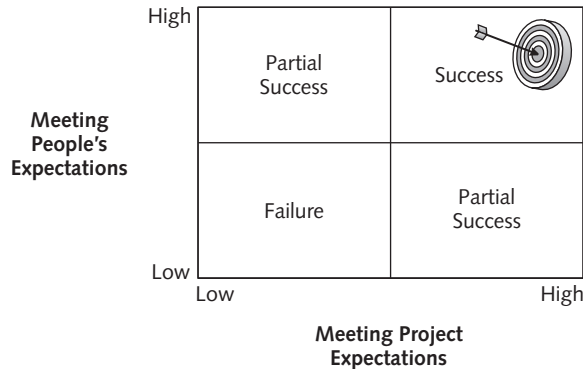 High
Partial
Success
Success
Meeting
People's
Expectations
Failure
Partial
Success
Low
Low
High
Meeting Project
Expectations